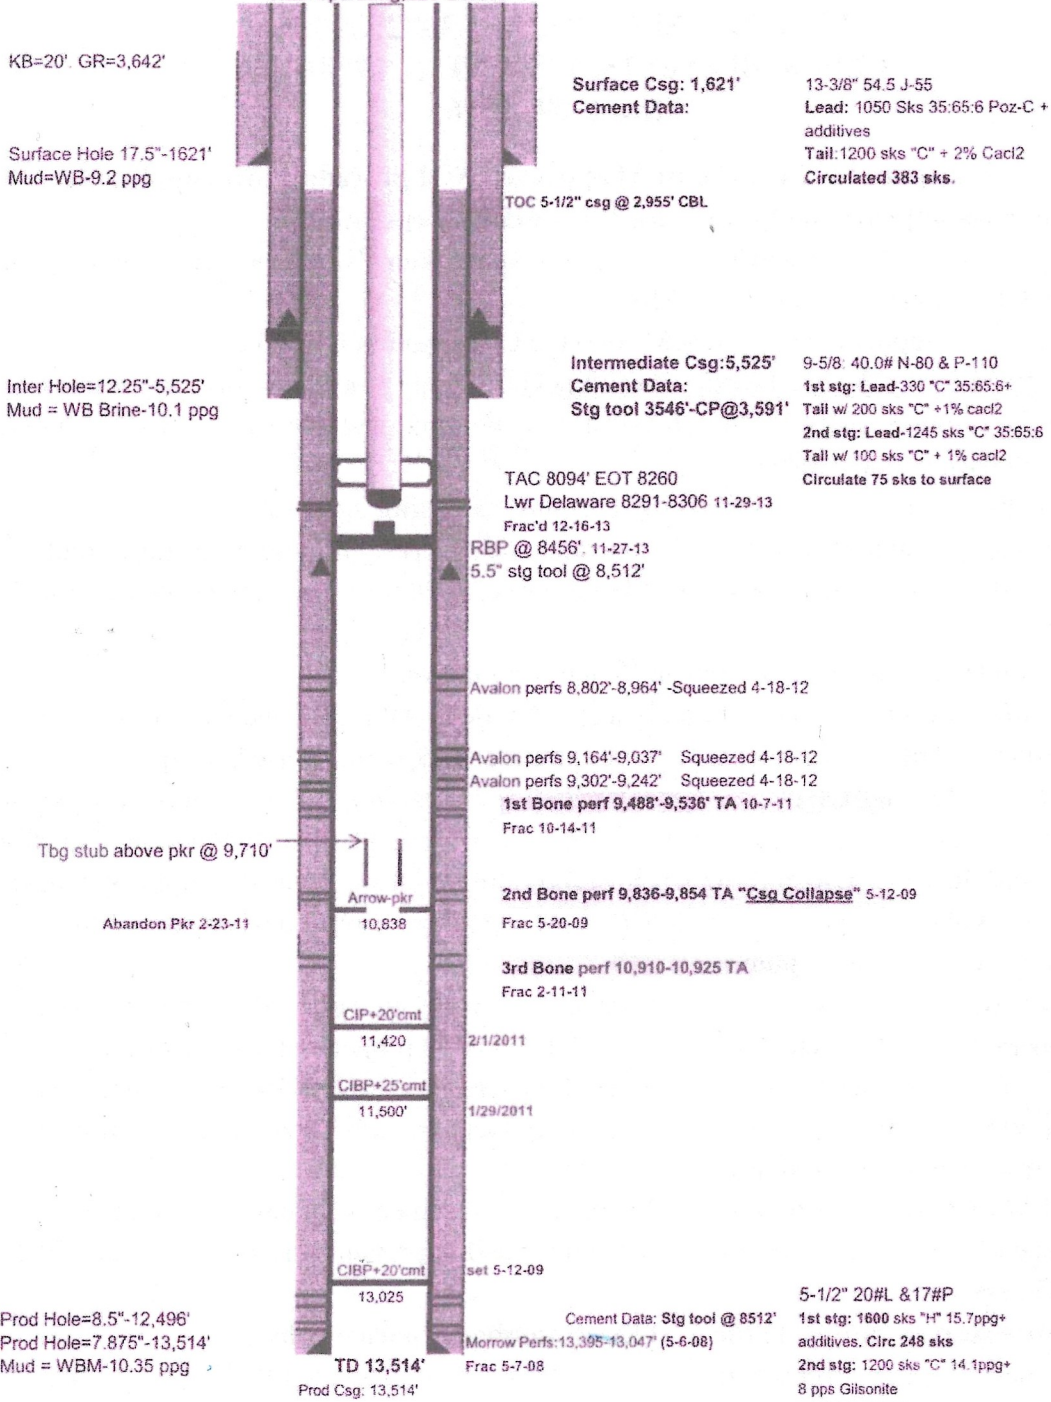 KB=20'. GR=3,642'
Surface Csg: 1,621'
Cement Data:
13-3/8" 54.5 J-55
Lead: 1050 Sks 35:65:6 Poz-C +
additives
Tail:1200 sks "C" + 2% Cacl2
Circulated 383 sks.
Surface Hole 17.5"-1621'
Mud=WB-9.2 ppg
TOC 5-1/2" csg @ 2,955' CBL
Inter Hole=12.25"-5,525'
Mud = WB Brine-10.1 ppg
Intermediate Csg:5,525'
Cement Data:
Stg tool 3546'-CP@3,591'
9-5/8: 40.0# N-80 & P-110
1st stg: Lead-330 "C" 35:65:6+
Tail w/ 200 sks "C" +1% cacl2
2nd stg: Lead-1245 sks "C" 35:65:6
Tail w/ 100 sks "C" + 1% cacl2
Circulate 75 sks to surface
TAC 8094' EOT 8260
Lwr Delaware 8291-8306 11-29-13
Frac'd 12-16-13
RBP @ 8456'. 11-27-13
5.5" stg tool @ 8,512'
Avalon perfs 8,802'-8,964' -Squeezed 4-18-12
Avalon perfs 9,164'-9,037' Squeezed 4-18-12
Avalon perfs 9,302'-9,242' Squeezed 4-18-12
1st Bone perf 9,488'-9,536' TA 10-7-11
Frac 10-14-11
Tbg stub above pkr @ 9,710'
Arrow-pkr
10,838
Abandon Pkr 2-23-11
2nd Bone perf 9,836-9,854 TA "Csg Collapse" 5-12-09
Frac 5-20-09
3rd Bone perf 10,910-10,925 TA
Frac 2-11-11
CIP+20'cmt
11,420
2/1/2011
CIBP+25'cmt
11,500'
1/29/2011
CIBP+20'cmt
13,025
set 5-12-09
Prod Hole=8.5"-12,496'
Prod Hole=7.875"-13,514'
Mud = WBM-10.35 ppg
TD 13,514'
Prod Csg: 13,514'
Cement Data: Stg tool @ 8512'
Morrow Perfs:13,395-13,047' (5-6-08)
Frac 5-7-08
5-1/2" 20#L &17#P
1st stg: 1600 sks "H" 15.7ppg+
additives. Circ 248 sks
2nd stg: 1200 sks "C" 14.1ppg+
8 pps Gilsonite